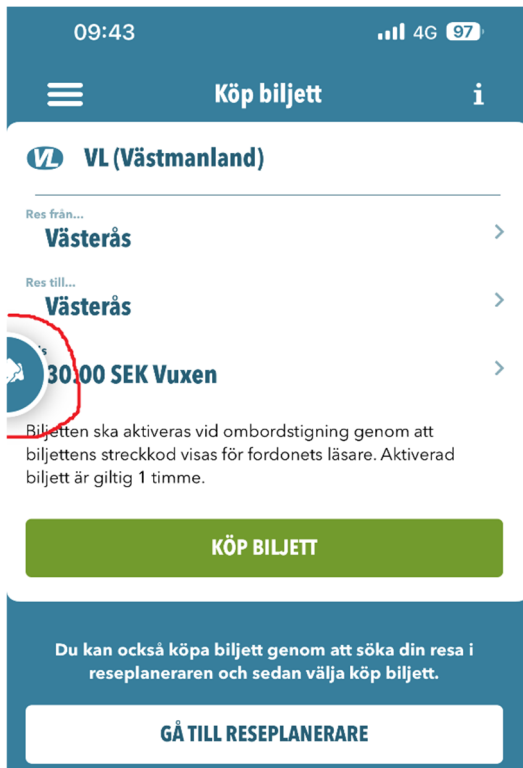 09:43
4G 97
Köp biljett
i
VL VL (Västmanland)
Res från...
Västerås
Res till...
Västerås
30.00 SEK Vuxen
Biljetten ska aktiveras vid ombordstigning genom att
biljettens streckkod visas för fordonets läsare. Aktiverad
biljett är giltig 1 timme.
KÖP BILJETT
Du kan också köpa biljett genom att söka din resa i
reseplaneraren och sedan välja köp biljett.
GÅ TILL RESEPLANERARE